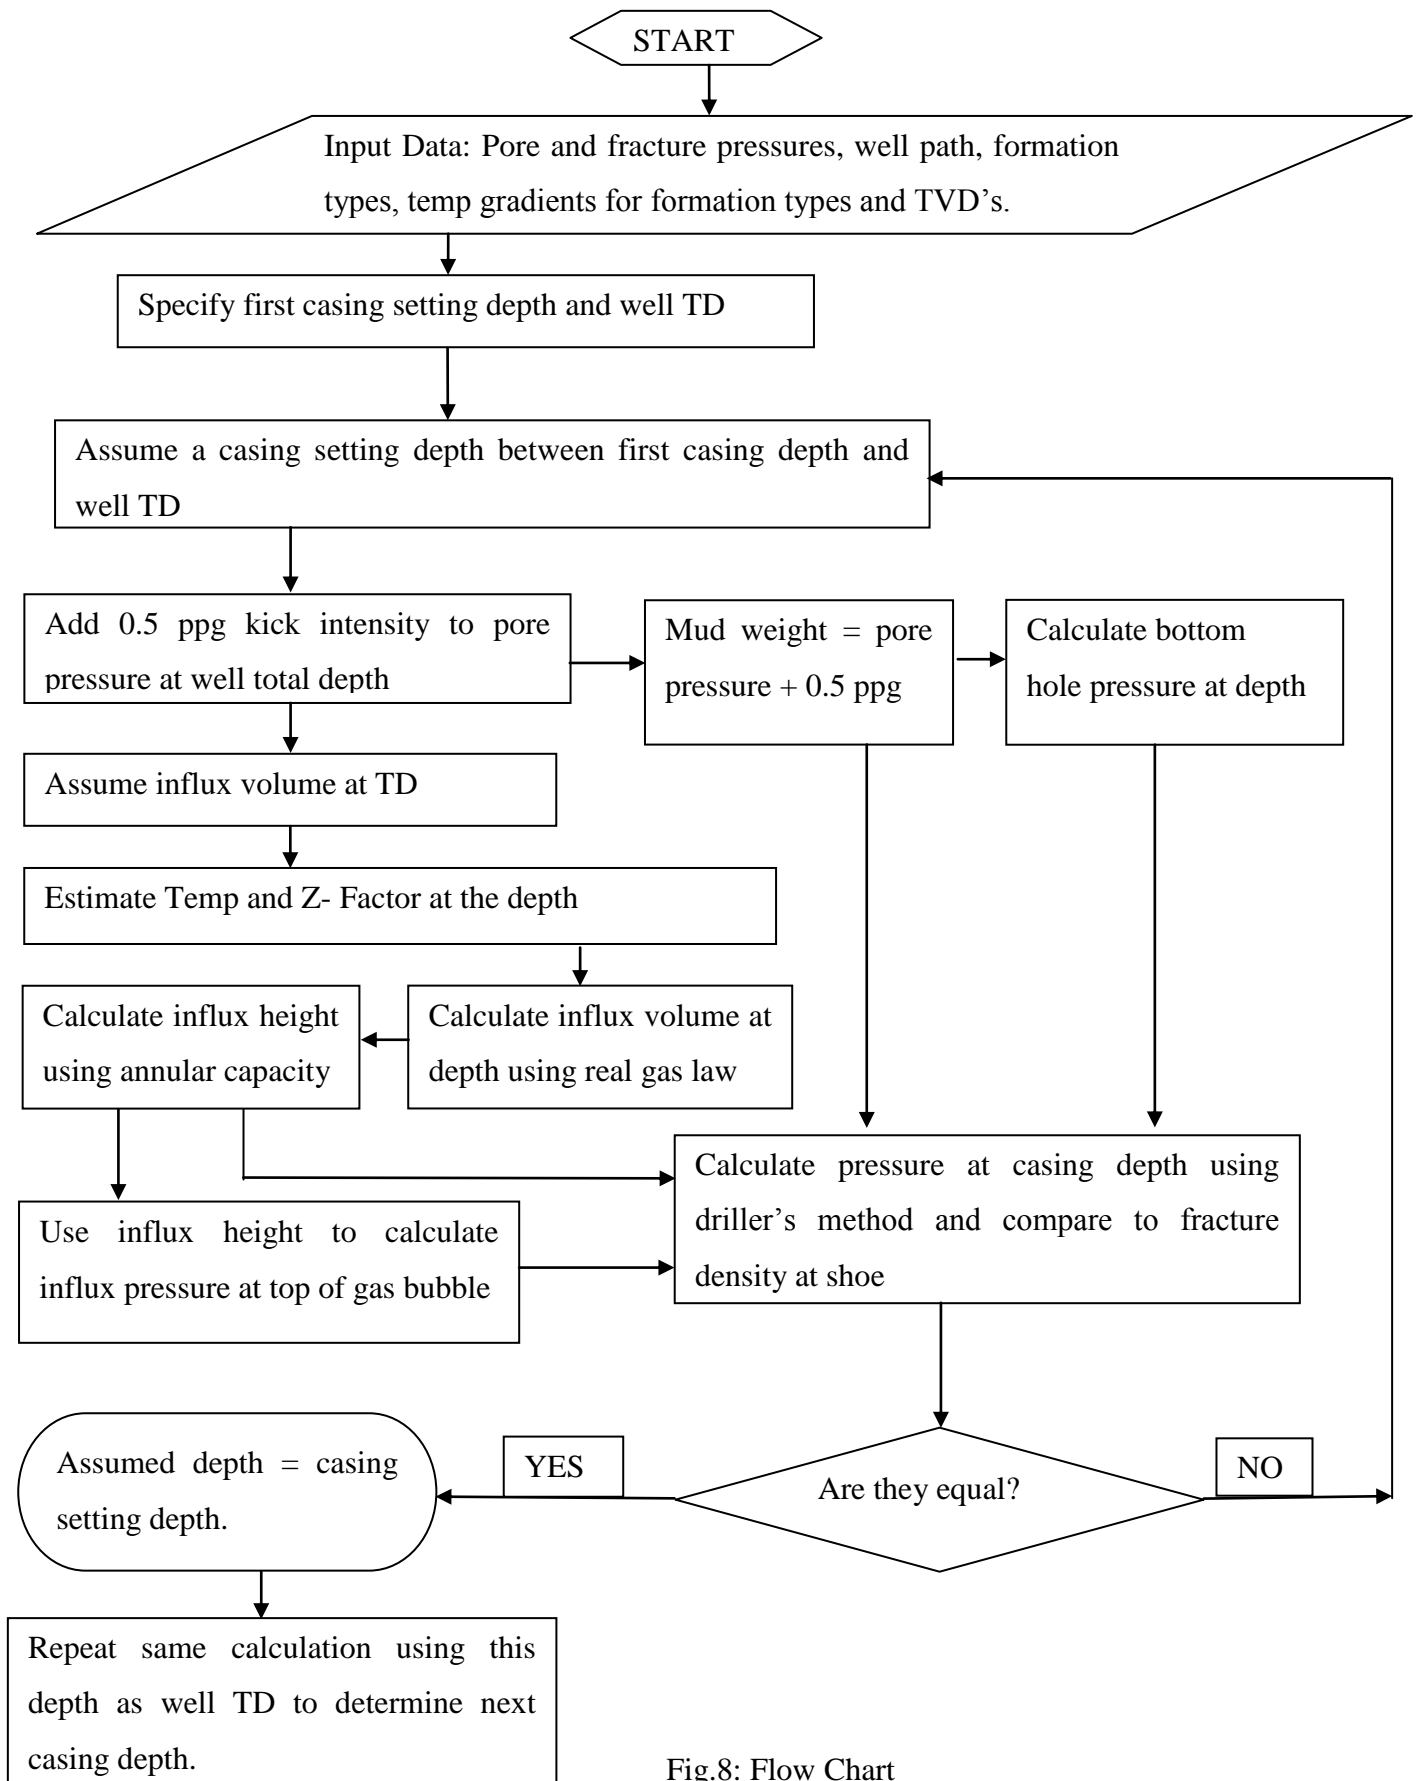 START
Input Data: Pore and fracture pressures, well path, formation
types, temp gradients for formation types and TVD’s.
Specify first casing setting depth and well TD
Assume a casing setting depth between first casing depth and
well TD
Add 0.5 ppg kick intensity to pore
pressure at well total depth
Mud weight = pore
pressure + 0.5 ppg
Calculate bottom
hole pressure at depth
Assume influx volume at TD
Estimate Temp and Z- Factor at the depth
Calculate influx height
using annular capacity
Calculate influx volume at
depth using real gas law
Calculate pressure at casing depth using
driller’s method and compare to fracture
density at shoe
Use influx height to calculate
influx pressure at top of gas bubble
Assumed depth = casing
setting depth.
YES
Are they equal?
NO
Repeat same calculation using this
depth as well TD to determine next
casing depth.
Fig.8: Flow Chart